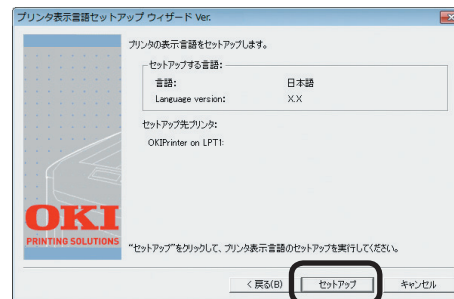 プリンタ表示言語セットアップ ウィザード Ver.
プリンタの表示言語をセットアップします。
セットアップする言語:
言語: 日本語
Language version: X.X
セットアップ先プリンタ:
OKIPrinter on LPT1:
OKI
PRINTING SOLUTIONS
"セットアップ"をクリックして、プリンタ表示言語のセットアップを実行してください。
< 戻る(B) セットアップ キャンセル